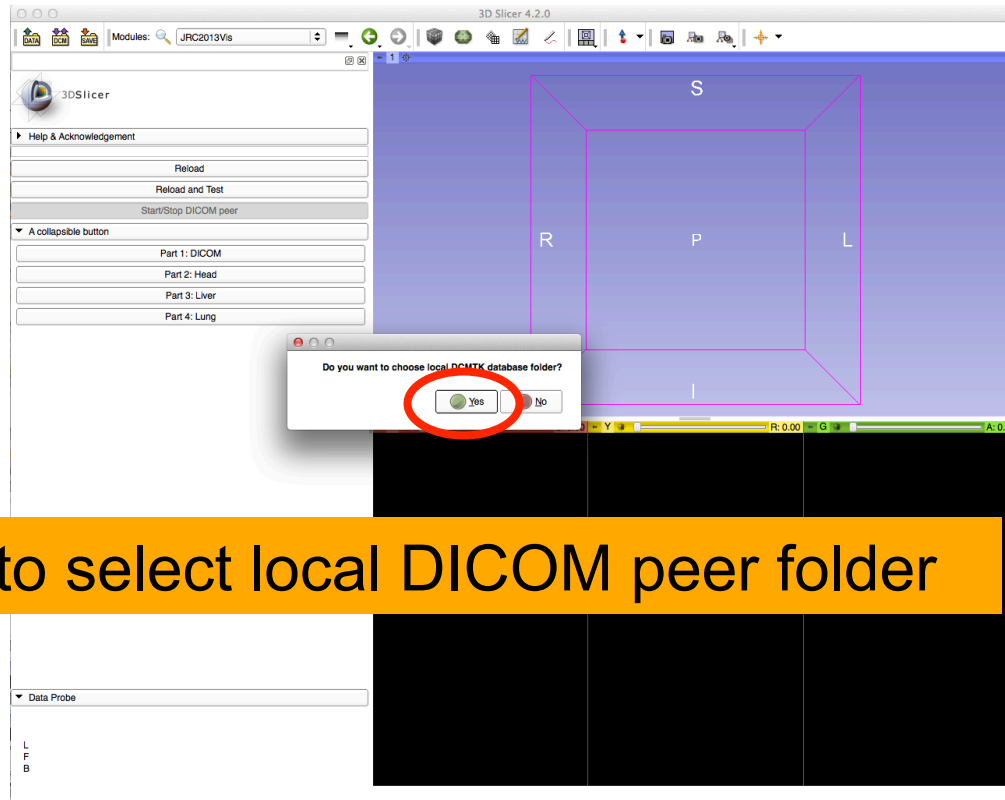 3D Slicer 4.2.0
DATA DCM SAVE Modules: JRC2013Vis
1
3DSlicer
Help & Acknowledgement
Reload
Reload and Test
Start/Stop DICOM peer
A collapsible button
Part 1: DICOM
Part 2: Head
Part 3: Liver
Part 4: Lung
S
R P L
I
Do you want to choose local DCMTK database folder?
Yes No
Y R: 0.00 G A: 0.
to select local DICOM peer folder
Data Probe
L
F
B